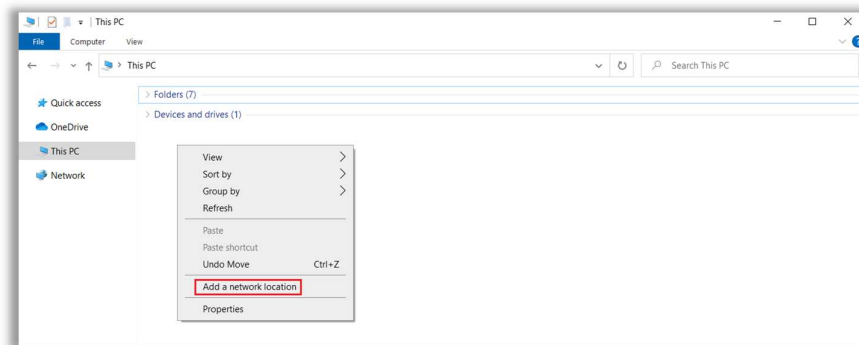 This PC
File Computer View
This PC
Search This PC
Quick access
OneDrive
This PC
Network
Folders (7)
Devices and drives (1)
View
Sort by
Group by
Refresh
Paste
Paste shortcut
Undo Move Ctrl+Z
Add a network location
Properties